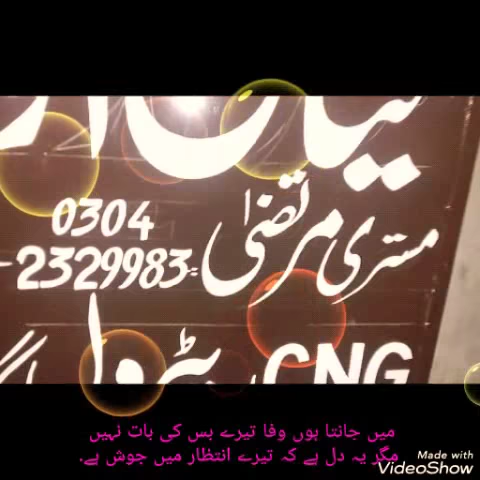 0304
2329983
مستری مرتضیٰ
پٹرول
CNG
میں جانتا ہوں وفا تیرے بس کی بات نہیں
مگر یہ دل ہے کہ تیرے انتظار میں جوش ہے.
Made with
VideoShow